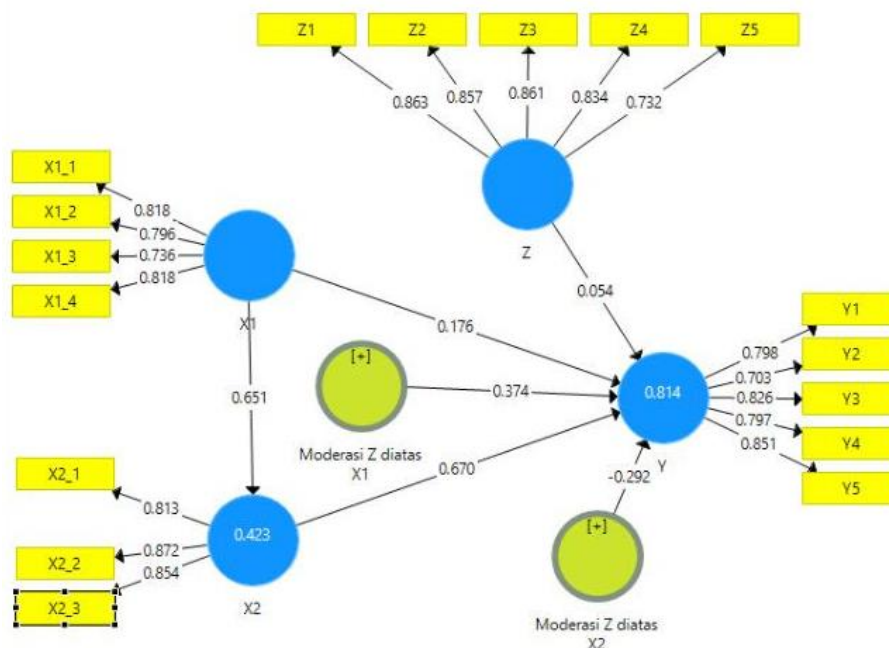 Z1 Z2 Z3 Z4 Z5
0.863 0.857 0.861 0.834 0.732
Z
X1_1
X1_2
X1_3
X1_4
0.818
0.796
0.736
0.818
X1
0.054
0.176
[+]
0.374
Moderasi Z diatas
X1
0.651
0.670
0.814
Y
Y1
Y2
Y3
Y4
Y5
0.798
0.703
0.826
0.797
0.851
-0.292
X2_1
X2_2
X2_3
0.813
0.872
0.854
0.423
X2
[+]
Moderasi Z diatas
X2